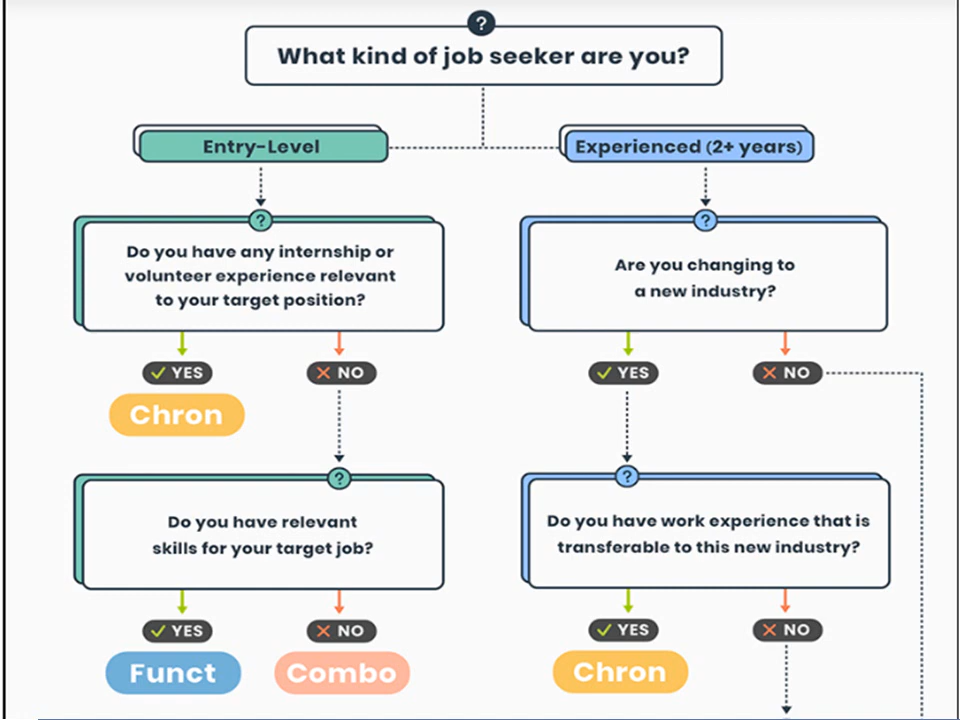 ?
What kind of job seeker are you?
Entry-Level
Experienced (2+ years)
?
Do you have any internship or
volunteer experience relevant
to your target position?
YES
NO
Chron
?
Are you changing to
a new industry?
YES
NO
?
Do you have relevant
skills for your target job?
YES
NO
Funct
Combo
?
Do you have work experience that is
transferable to this new industry?
YES
NO
Chron